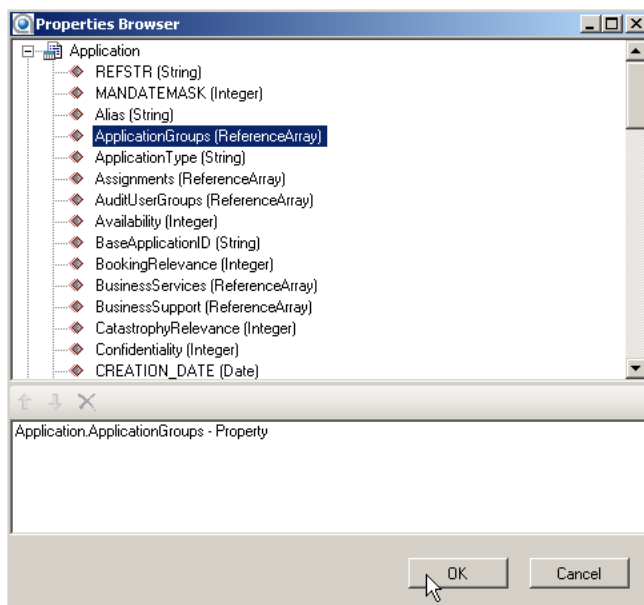 Properties Browser
Application
REFSTR (String)
MANDATEMASK (Integer)
Alias (String)
ApplicationGroups (ReferenceArray)
ApplicationType (String)
Assignments (ReferenceArray)
AuditUserGroups (ReferenceArray)
Availability (Integer)
BaseApplicationID (String)
BookingRelevance (Integer)
BusinessServices (ReferenceArray)
BusinessSupport (ReferenceArray)
CatastrophyRelevance (Integer)
Confidentiality (Integer)
CREATION_DATE (Date)
Application.ApplicationGroups - Property
OK Cancel